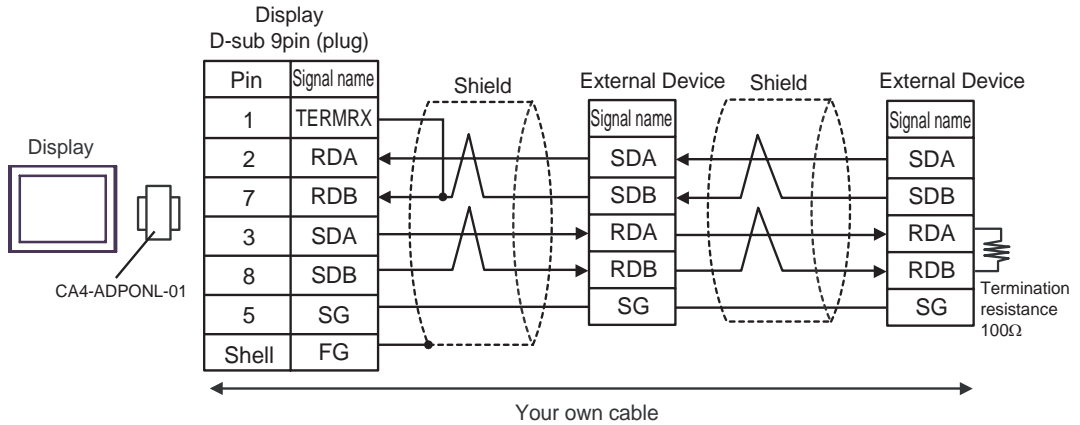 Display
D-sub 9pin (plug)
Pin Signal name
1 TERMRX
2 RDA
7 RDB
3 SDA
8 SDB
5 SG
Shell FG
Display
CA4-ADPONL-01
Shield
External Device
Signal name
SDA
SDB
RDA
RDB
SG
Shield
External Device
Signal name
SDA
SDB
RDA
RDB
SG
Termination
resistance
100Ω
Your own cable